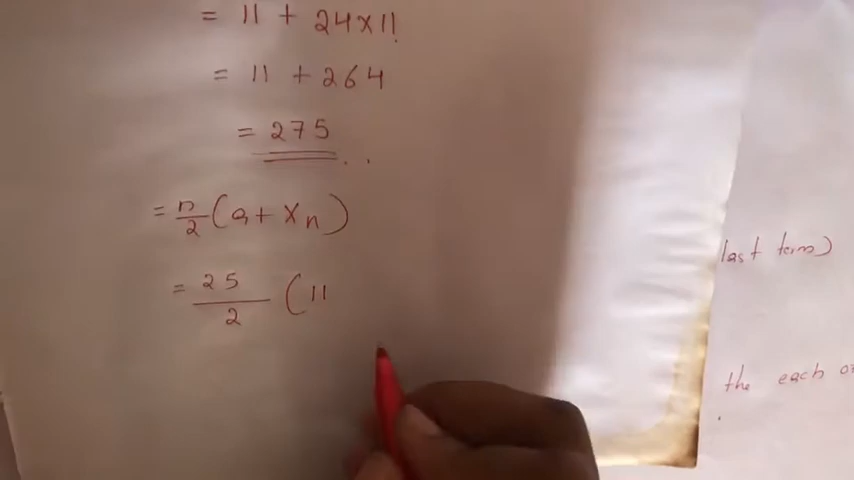 = 11 + 24x11
= 11 + 264
= 275
= n/2 (a + Xn)
= 25/2 (11
last term)
the each o